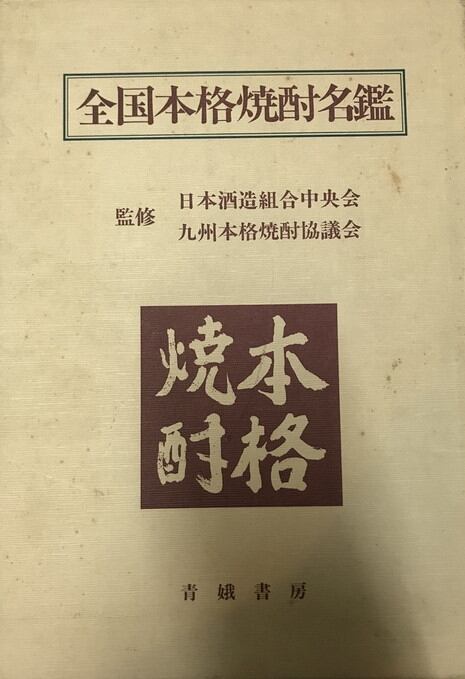 全国本格焼酎名鑑
監修
日本酒造組合中央会
九州本格焼酎協議会
本格
焼酎
青娥書房